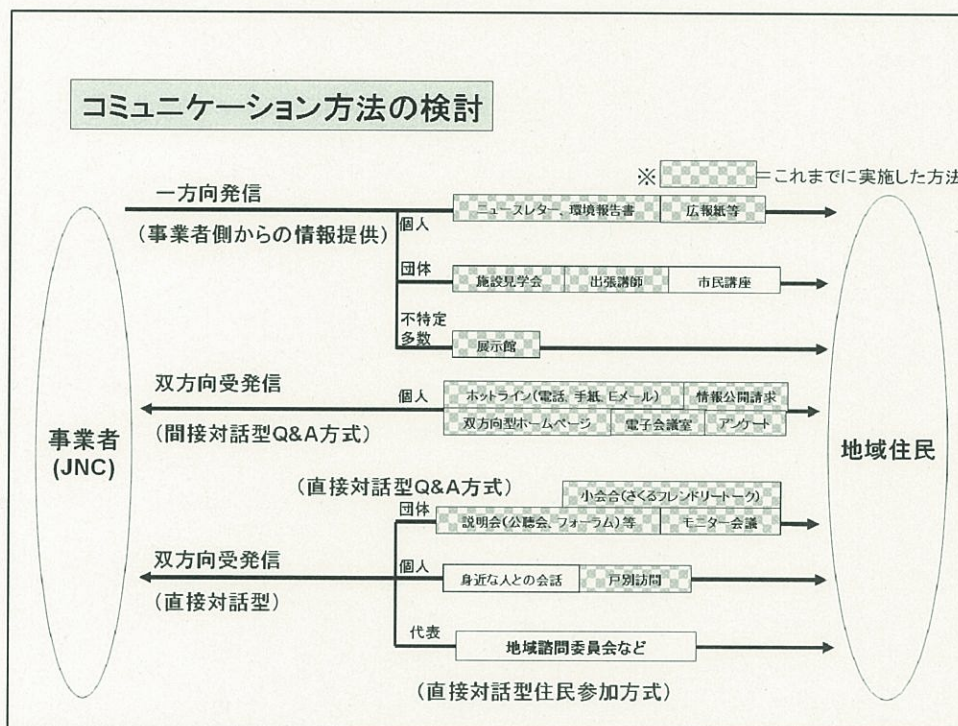 コミュニケーション方法の検討
※ =これまでに実施した方法
一方向発信
(事業者側からの情報提供)
個人
ニュースレター、環境報告書 広報紙等
団体
施設見学会 出張講師 市民講座
不特定
多数
展示館
双方向受発信
(間接対話型Q&A方式)
個人
ホットライン(電話、手紙、Eメール) 情報公開請求
双方向型ホームページ 電子会議室 アンケート
事業者
(JNC)
地域住民
(直接対話型Q&A方式)
団体
小会合(さくるフレンドリートーク)
説明会(公聴会、フォーラム)等 モニター会議
双方向受発信
(直接対話型)
個人
身近な人との会話 戸別訪問
代表
地域諮問委員会など
(直接対話型住民参加方式)